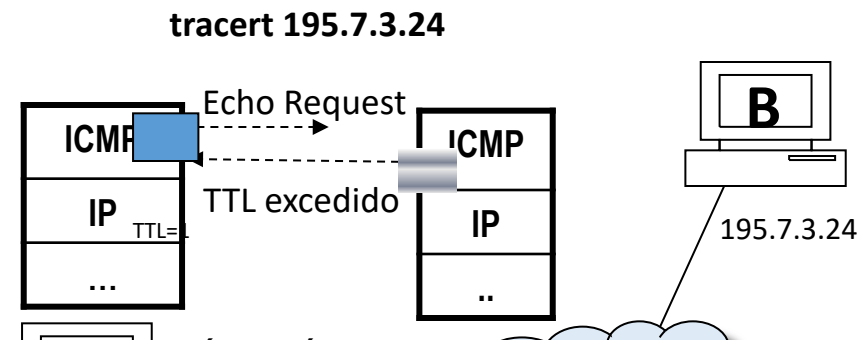 tracert 195.7.3.24
Echo Request
B
ICMP
ICMP
TTL excedido
IP
TTL=1
IP
195.7.3.24
...
..